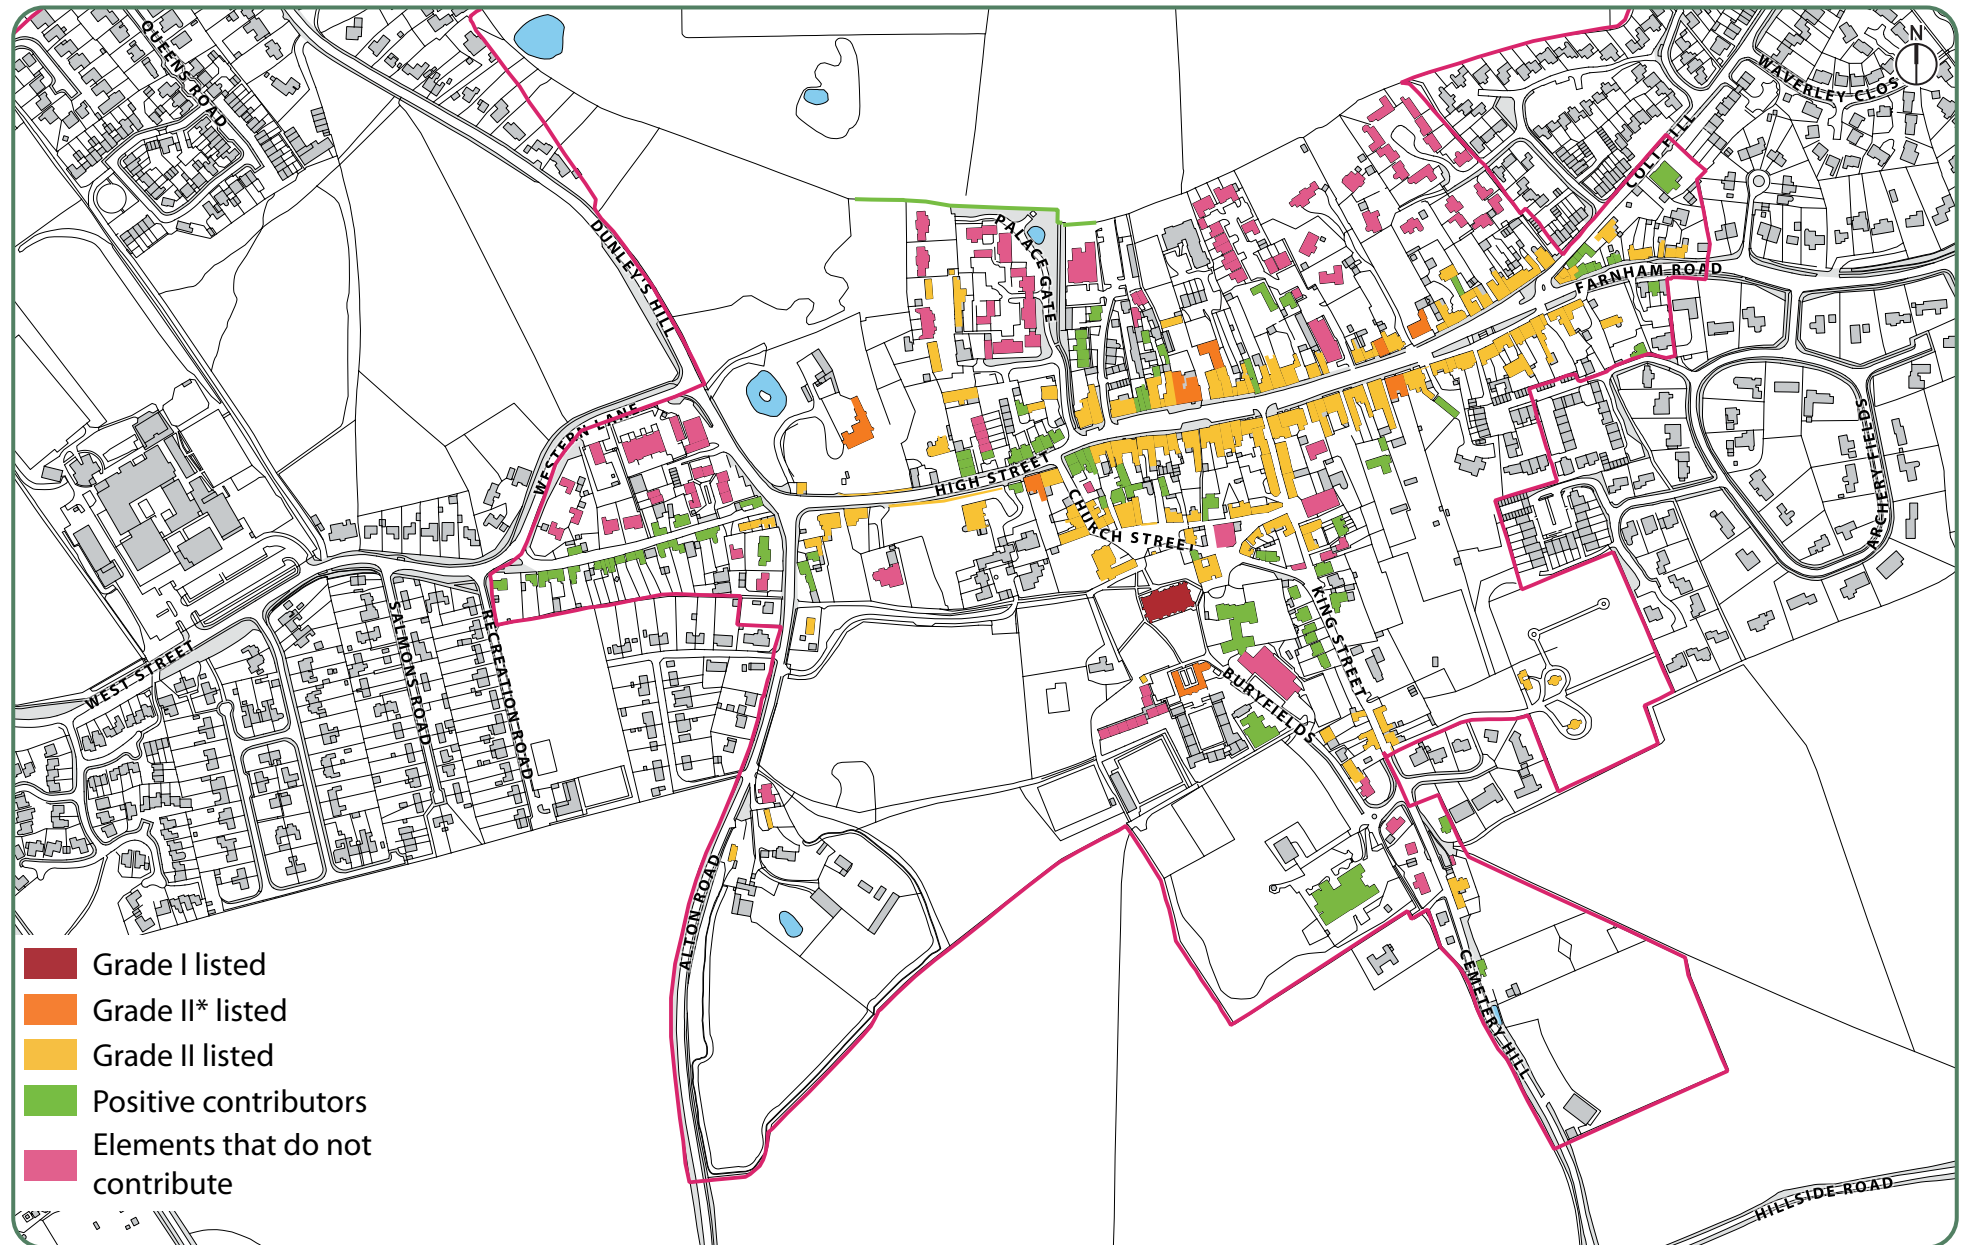 QUEENS ROAD
N
WAVERLEY CLOS
COLT HILL
DUNLEY'S HILL
PALACE GATE
FARNHAM ROAD
WESTERN LANE
HIGH STREET
CHURCH STREET
ARCHERY FIELDS
KING STREET
WEST STREET
SALMONS ROAD
RECREATION ROAD
BURYFIELDS
ALTON ROAD
CEMETERY HILL
HILLSIDE ROAD
Grade I listed
Grade II* listed
Grade II listed
Positive contributors
Elements that do not
contribute